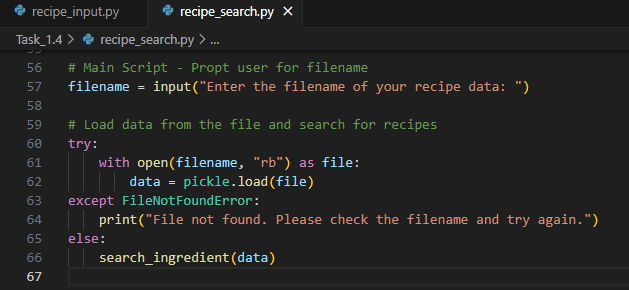 recipe_input.py recipe_search.py
Task_1.4 > recipe_search.py > ...
56 # Main Script - Propt user for filename
57 filename = input("Enter the filename of your recipe data: ")
58
59 # Load data from the file and search for recipes
60 try:
61 with open(filename, "rb") as file:
62 data = pickle.load(file)
63 except FileNotFoundError:
64 print("File not found. Please check the filename and try again.")
65 else:
66 search_ingredient(data)
67